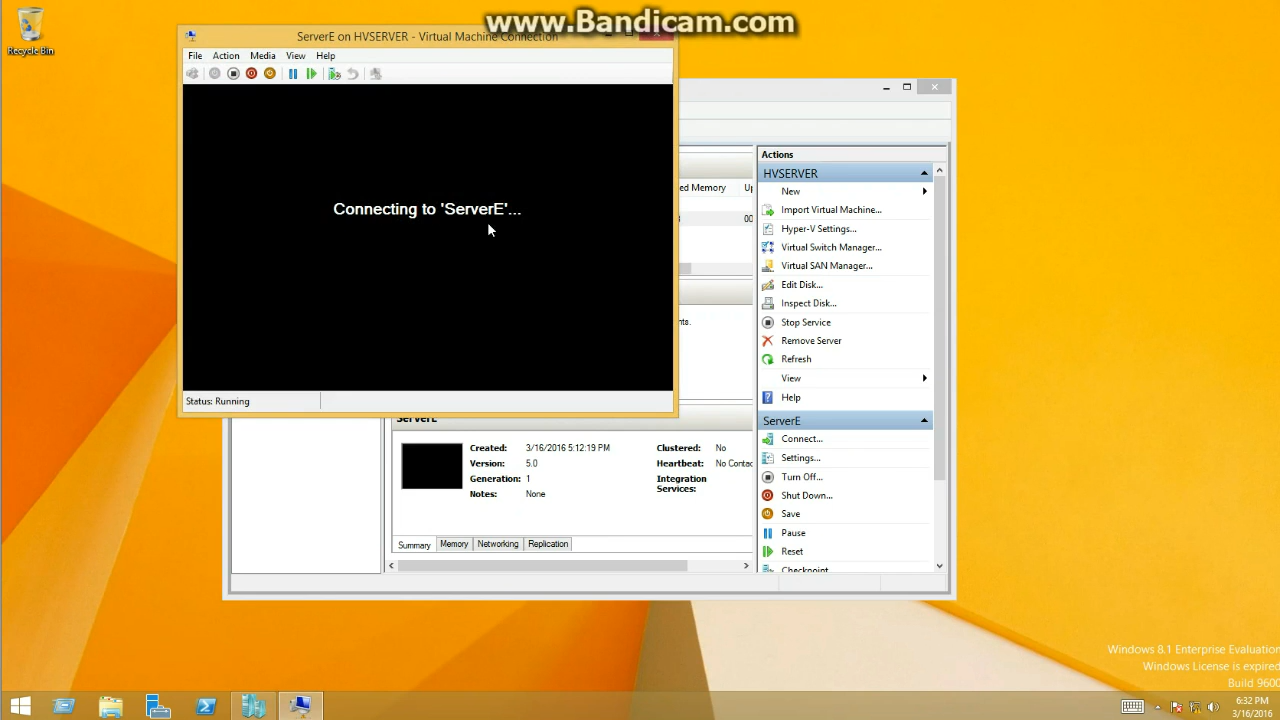 www.Bandicam.com
Recycle Bin
ServerE on HVSERVER - Virtual Machine Connection
File Action Media View Help
Connecting to 'ServerE'...
Status: Running
ed Memory
Actions
HVSERVER
New
Import Virtual Machine...
Hyper-V Settings...
Virtual Switch Manager...
Virtual SAN Manager...
Edit Disk...
Inspect Disk...
Stop Service
Remove Server
Refresh
View
Help
ServerE
Connect...
Settings...
Turn Off...
Shut Down...
Save
Pause
Reset
Checkpoint
nts.
ServerE
Created: 3/16/2016 5:12:19 PM Clustered: No
Version: 5.0 Heartbeat: No Contac
Generation: 1 Integration Services:
Notes: None
Summary Memory Networking Replication
Windows 8.1 Enterprise Evaluation
Windows License is expired
Build 9600
6:32 PM
3/16/2016